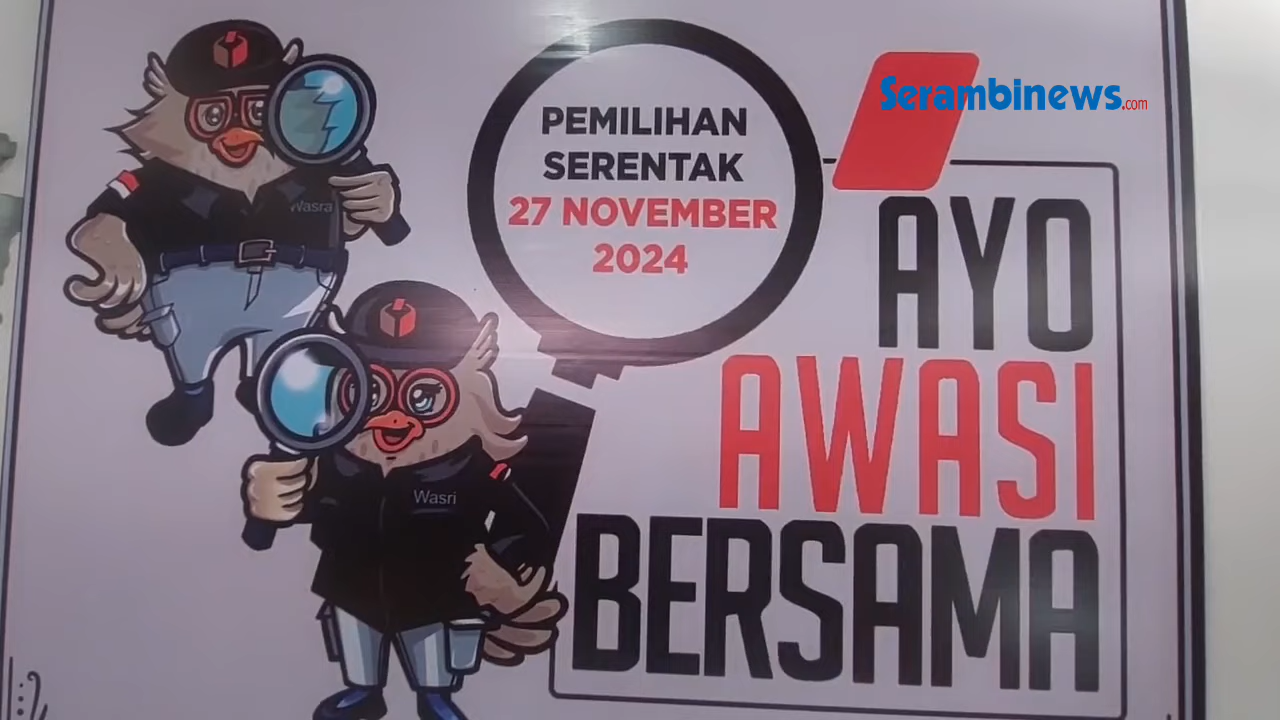 Serambinews.com
PEMILIHAN
SERENTAK
27 NOVEMBER
2024
Wasra
Wasri
AYO
AWASI
BERSAMA